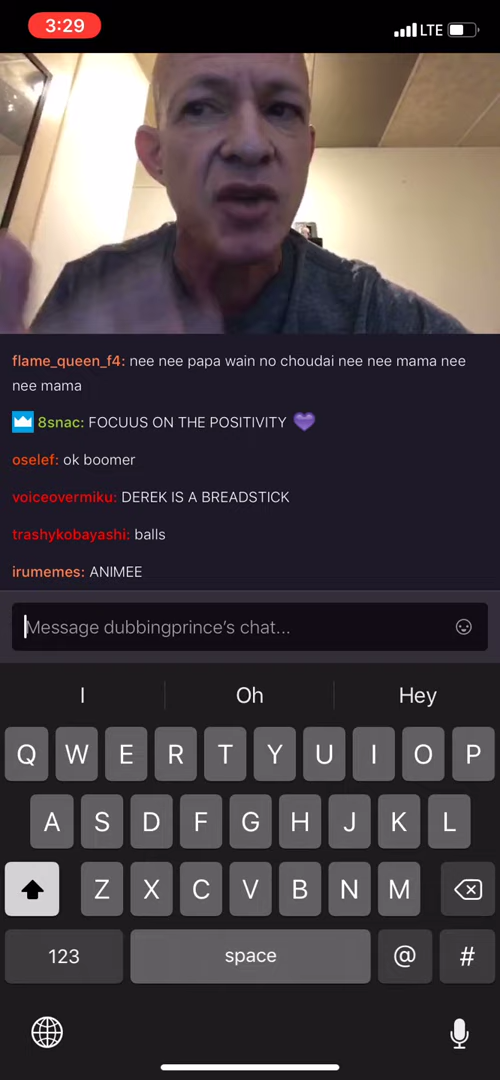 3:29
LTE
flame_queen_f4: nee nee papa wain no choudai nee nee mama nee
nee mama
8snac: FOCUUS ON THE POSITIVITY 💜
oselef: ok boomer
voiceovermiku: DEREK IS A BREADSTICK
trashykobayashi: balls
irumemes: ANIMEE
Message dubbingprince's chat...
I Oh Hey
Q W E R T Y U I O P
A S D F G H J K L
Z X C V B N M
123 space @ #